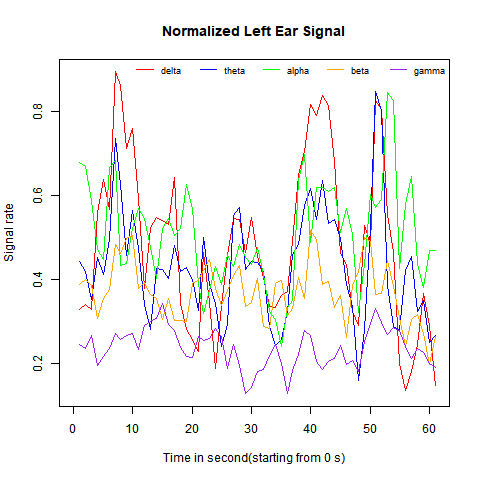 Normalized Left Ear Signal
delta theta alpha beta gamma
Signal rate
0.8
0.6
0.4
0.2
0 10 20 30 40 50 60
Time in second(starting from 0 s)